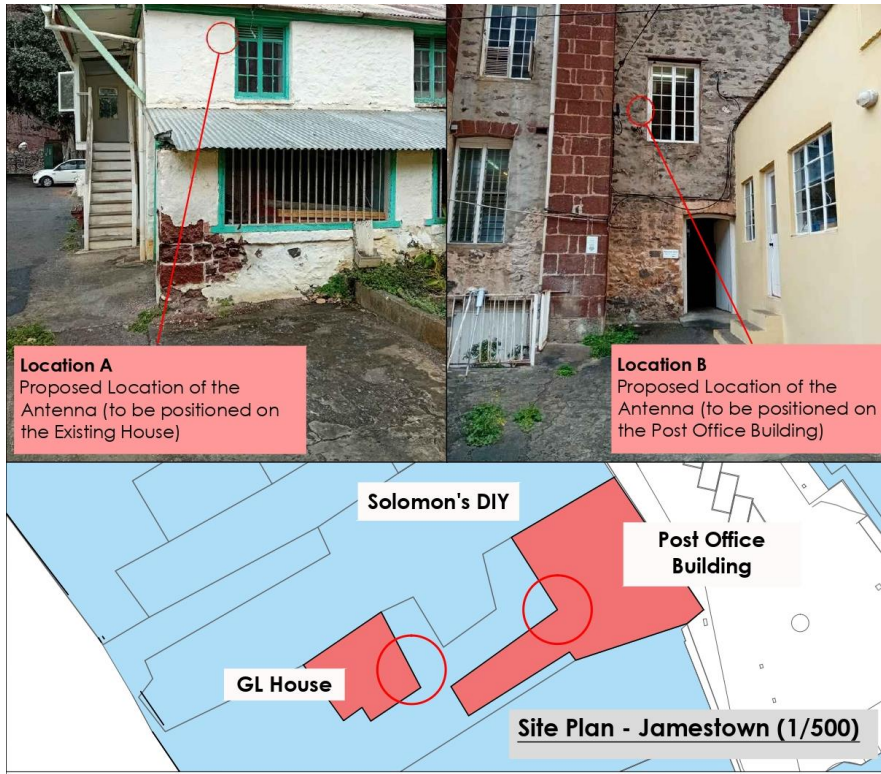 Location A
Proposed Location of the
Antenna (to be positioned on
the Existing House)
Location B
Proposed Location of the
Antenna (to be positioned on
the Post Office Building)
Solomon's DIY
Post Office
Building
GL House
Site Plan - Jamestown (1/500)